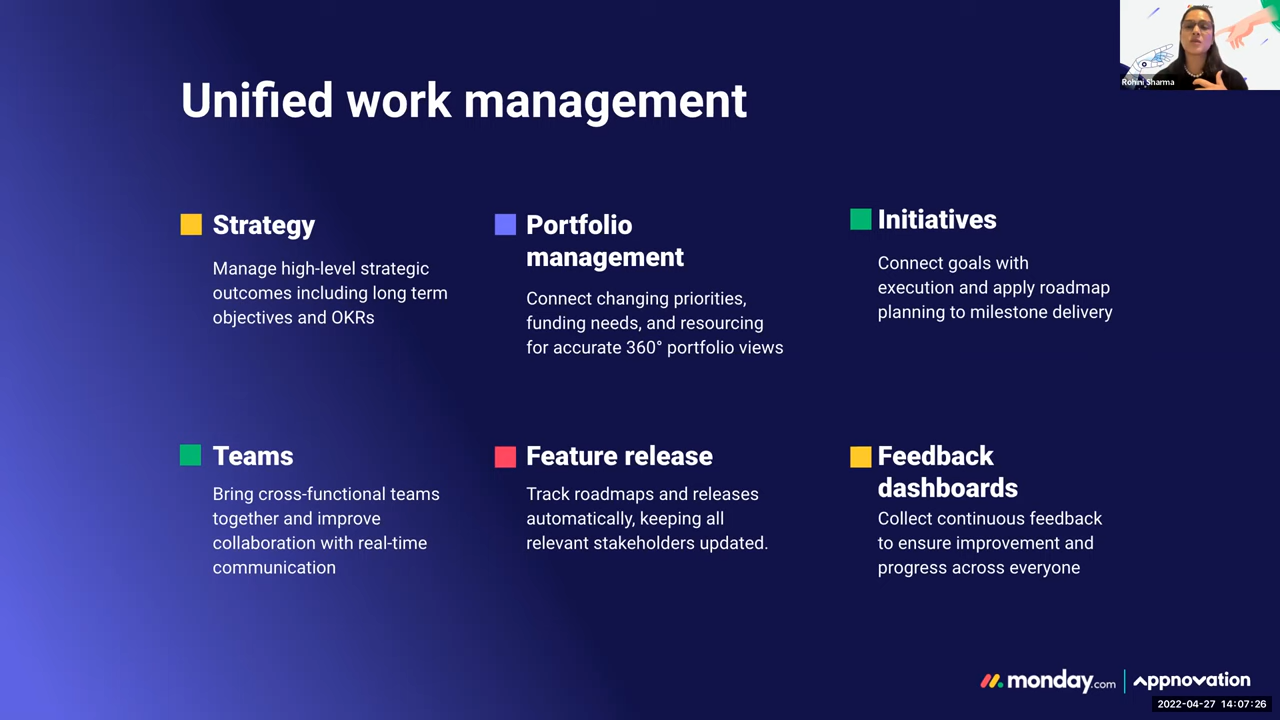 Unified work management
Strategy
Manage high-level strategic
outcomes including long term
objectives and OKRs
Portfolio
management
Connect changing priorities,
funding needs, and resourcing
for accurate 360° portfolio views
Initiatives
Connect goals with
execution and apply roadmap
planning to milestone delivery
Teams
Bring cross-functional teams
together and improve
collaboration with real-time
communication
Feature release
Track roadmaps and releases
automatically, keeping all
relevant stakeholders updated.
Feedback
dashboards
Collect continuous feedback
to ensure improvement and
progress across everyone
Rohini Sharma
monday.com | Appnovation
2022-04-27 14:07:26